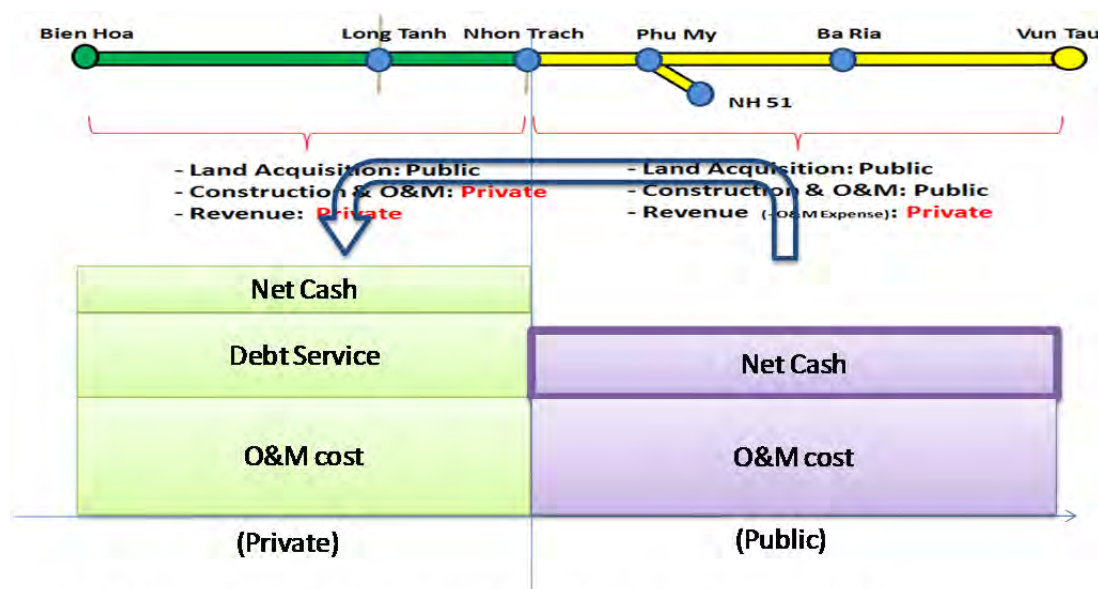 Bien Hoa
Long Tanh
Nhon Trach
Phu My
Ba Ria
Vun Tau
NH 51
- Land Acquisition: Public
- Construction & O&M: Private
- Revenue: Private
- Land Acquisition: Public
- Construction & O&M: Public
- Revenue (-O&M Expense): Private
Net Cash
Debt Service
O&M cost
Net Cash
O&M cost
(Private)
(Public)